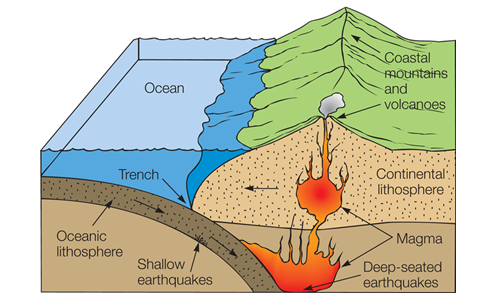 Ocean
Coastal
mountains
and
volcanoes
Trench
Continental
lithosphere
Oceanic
lithosphere
Shallow
earthquakes
Magma
Deep-seated
earthquakes